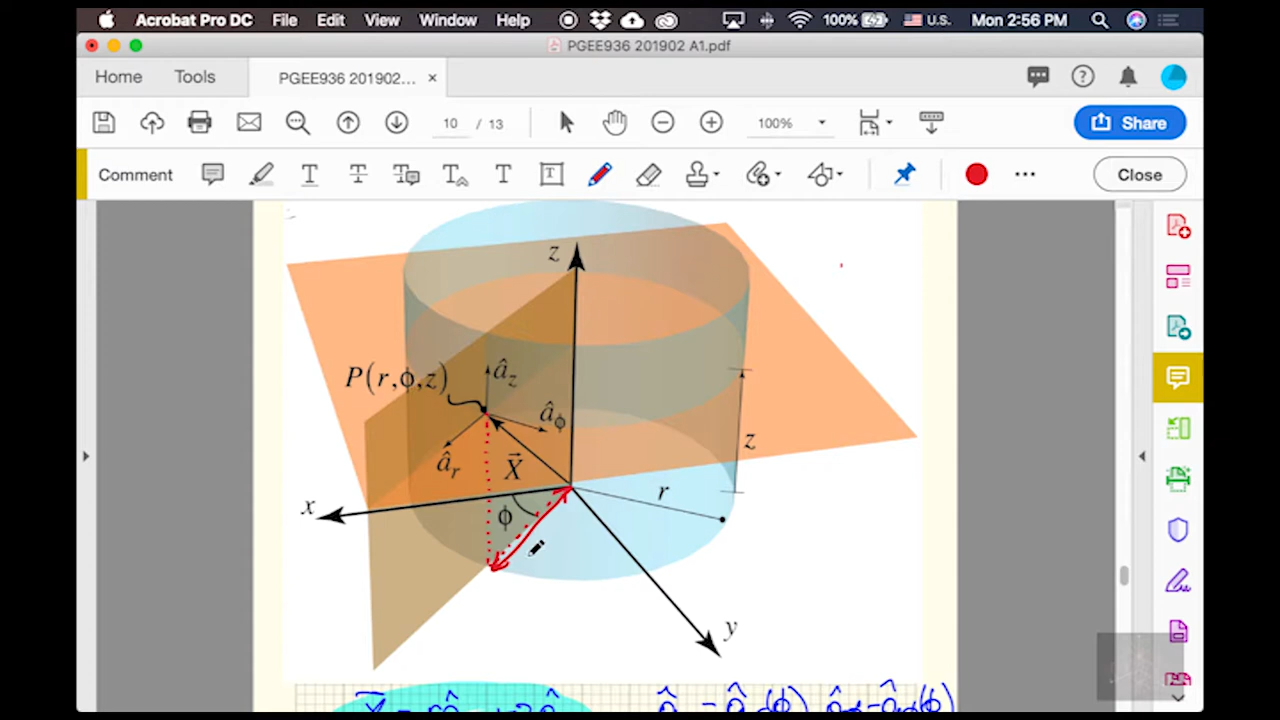 Acrobat Pro DC File Edit View Window Help 100% U.S. Mon 2:56 PM
PGEE936 201902 A1.pdf
Home Tools PGEE936 201902... ×
10 / 13 100% Share
Comment T T T T T Close
z
P(r,ϕ,z) â_z
â_ϕ
â_r X⃗ z
x ϕ r
y